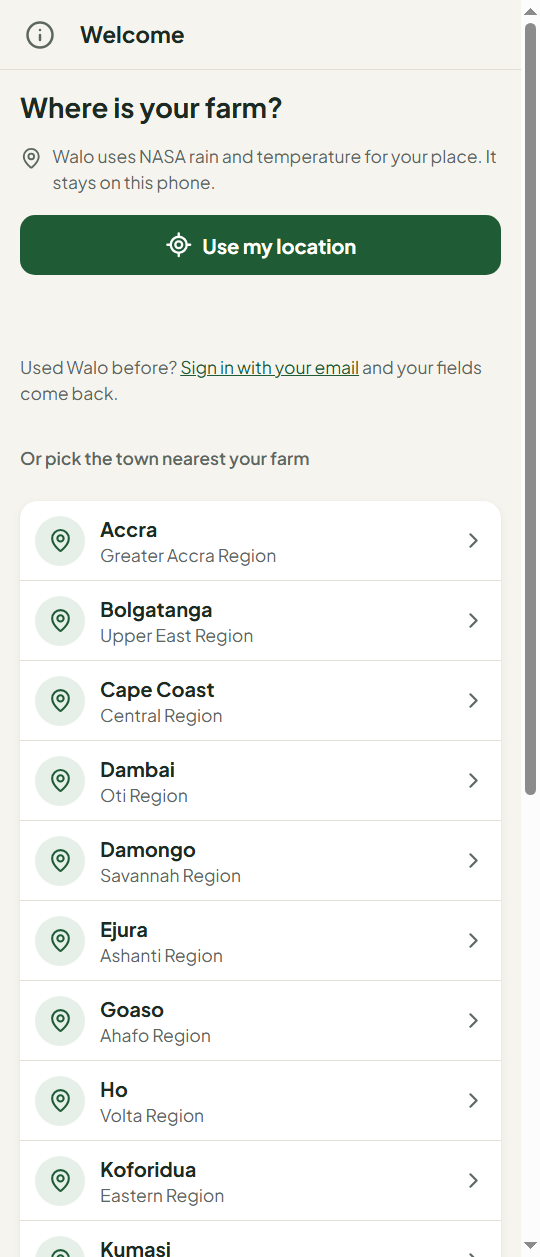 Welcome
Where is your farm?
Walo uses NASA rain and temperature for your place. It
stays on this phone.
Use my location
Used Walo before? Sign in with your email and your fields
come back.
Or pick the town nearest your farm
Accra
Greater Accra Region
Bolgatanga
Upper East Region
Cape Coast
Central Region
Dambai
Oti Region
Damongo
Savannah Region
Ejura
Ashanti Region
Goaso
Ahafo Region
Ho
Volta Region
Koforidua
Eastern Region
Kumasi